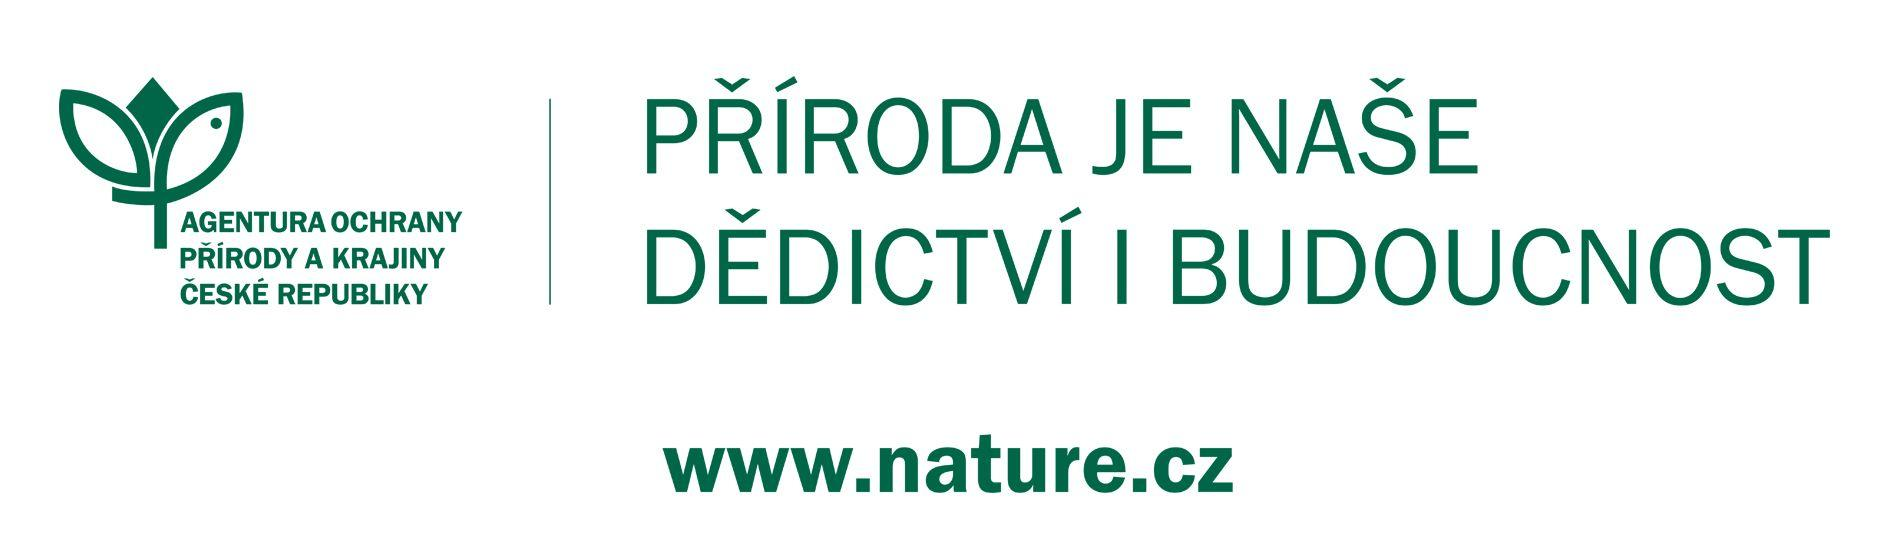 AGENTURA OCHRANY
PŘÍRODY A KRAJINY
ČESKÉ REPUBLIKY
PŘÍRODA JE NAŠE
DĚDICTVÍ I BUDOUCNOST
www.nature.cz